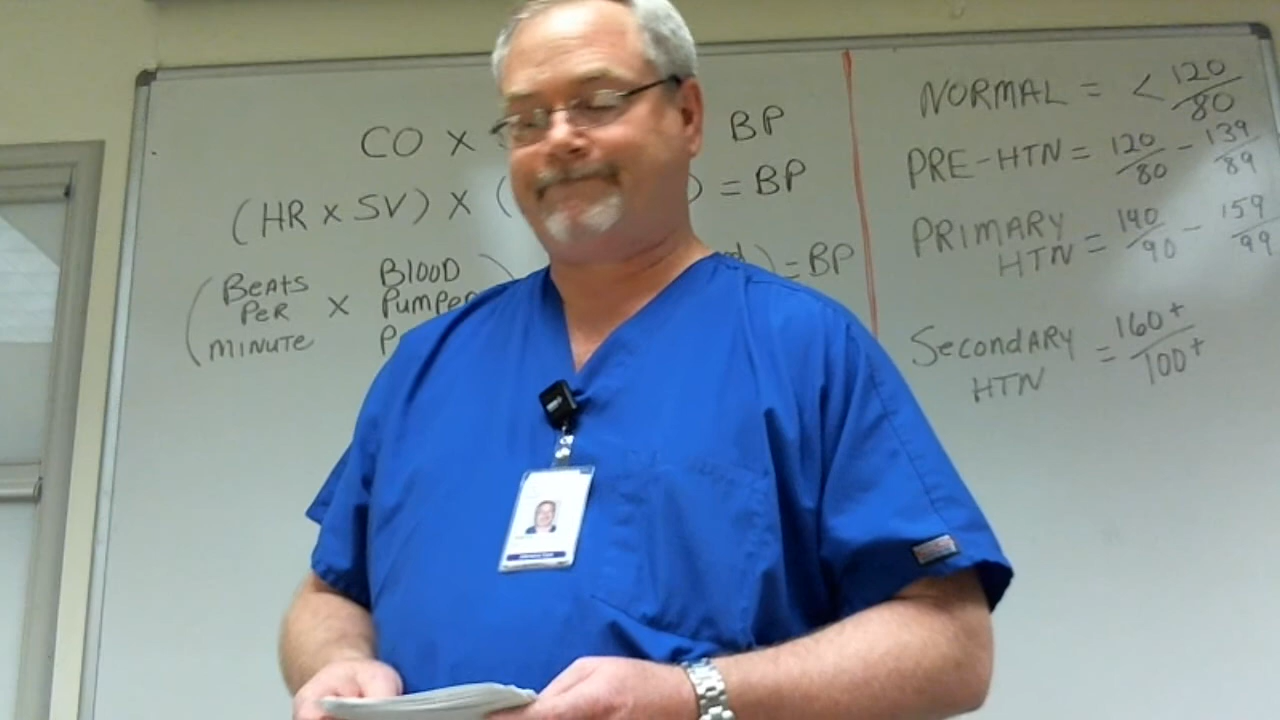 CO X BP
(HR X SV) X ( ) = BP
(BEATS PER MINUTE X BLOOD PUMPED ) = BP
NORMAL = < 120/80
PRE-HTN = 120/80 - 139/89
PRIMARY HTN = 140/90 - 159/99
SECONDARY HTN = 160+/100+